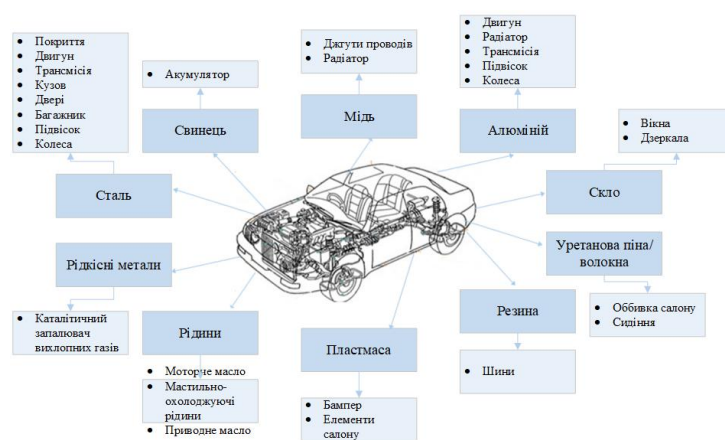 Покриття
Двигун
Трансмісія
Кузов
Двері
Багажник
Підвісок
Колеса
Сталь
Акумулятор
Свинець
Джгути проводів
Радіатор
Мідь
Двигун
Радіатор
Трансмісія
Підвісок
Колеса
Алюміній
Вікна
Дзеркала
Скло
Рідкісні метали
Каталітичний
запалювач
вихлопних газів
Рідини
Моторне масло
Мастильно-
охолоджуючі
рідини
Приводне масло
Пластмаса
Бампер
Елементи
салону
Резина
Шини
Уретанова піна/
волокна
Оббивка салону
Сидіння